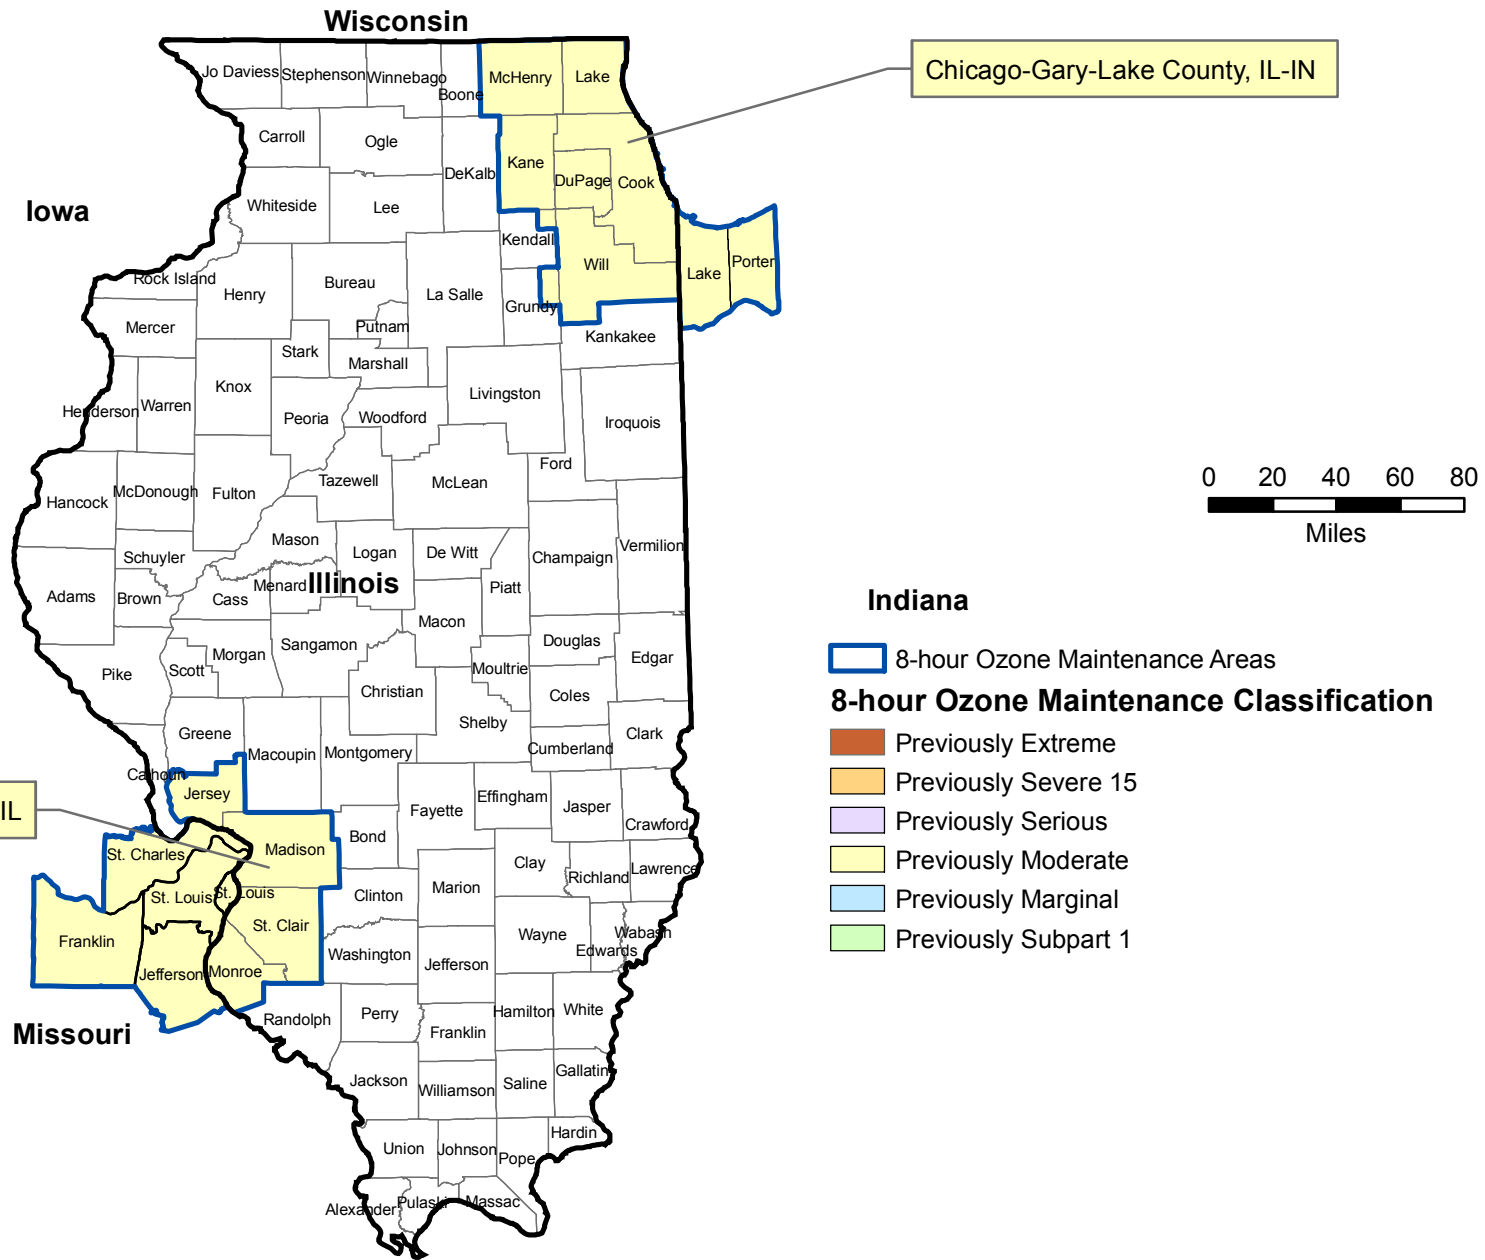 Wisconsin
Chicago-Gary-Lake County, IL-IN
Jo Daviess
Stephenson
Winnebago
Boone
McHenry
Lake
Carroll
Ogle
DeKalb
Kane
DuPage
Cook
Iowa
Whiteside
Lee
Kendall
Will
Lake
Porter
Rock Island
Henry
Bureau
La Salle
Grundy
Mercer
Putnam
Kankakee
Stark
Marshall
Knox
Livingston
Henderson
Warren
Peoria
Woodford
Iroquois
Ford
Hancock
McDonough
Fulton
Tazewell
McLean
0 20 40 60 80
Miles
Mason
Logan
De Witt
Champaign
Vermilion
Schuyler
Menard
Illinois
Piatt
Adams
Brown
Cass
Macon
Indiana
Sangamon
Douglas
Pike
Scott
Morgan
Moultrie
Edgar
8-hour Ozone Maintenance Areas
Christian
Coles
8-hour Ozone Maintenance Classification
Greene
Macoupin
Montgomery
Shelby
Cumberland
Clark
Previously Extreme
Calhoun
Jersey
Fayette
Effingham
Jasper
Previously Severe 15
IL
Bond
Crawford
Previously Serious
St. Charles
Madison
Clay
Richland
Lawrence
Previously Moderate
St. Louis
St. Louis
Clinton
Marion
Previously Marginal
Franklin
St. Clair
Wayne
Edwards
Wabash
Previously Subpart 1
Jefferson
Monroe
Washington
Jefferson
Missouri
Randolph
Perry
Franklin
Hamilton
White
Jackson
Williamson
Saline
Gallatin
Union
Johnson
Pope
Hardin
Alexander
Pulaski
Massac